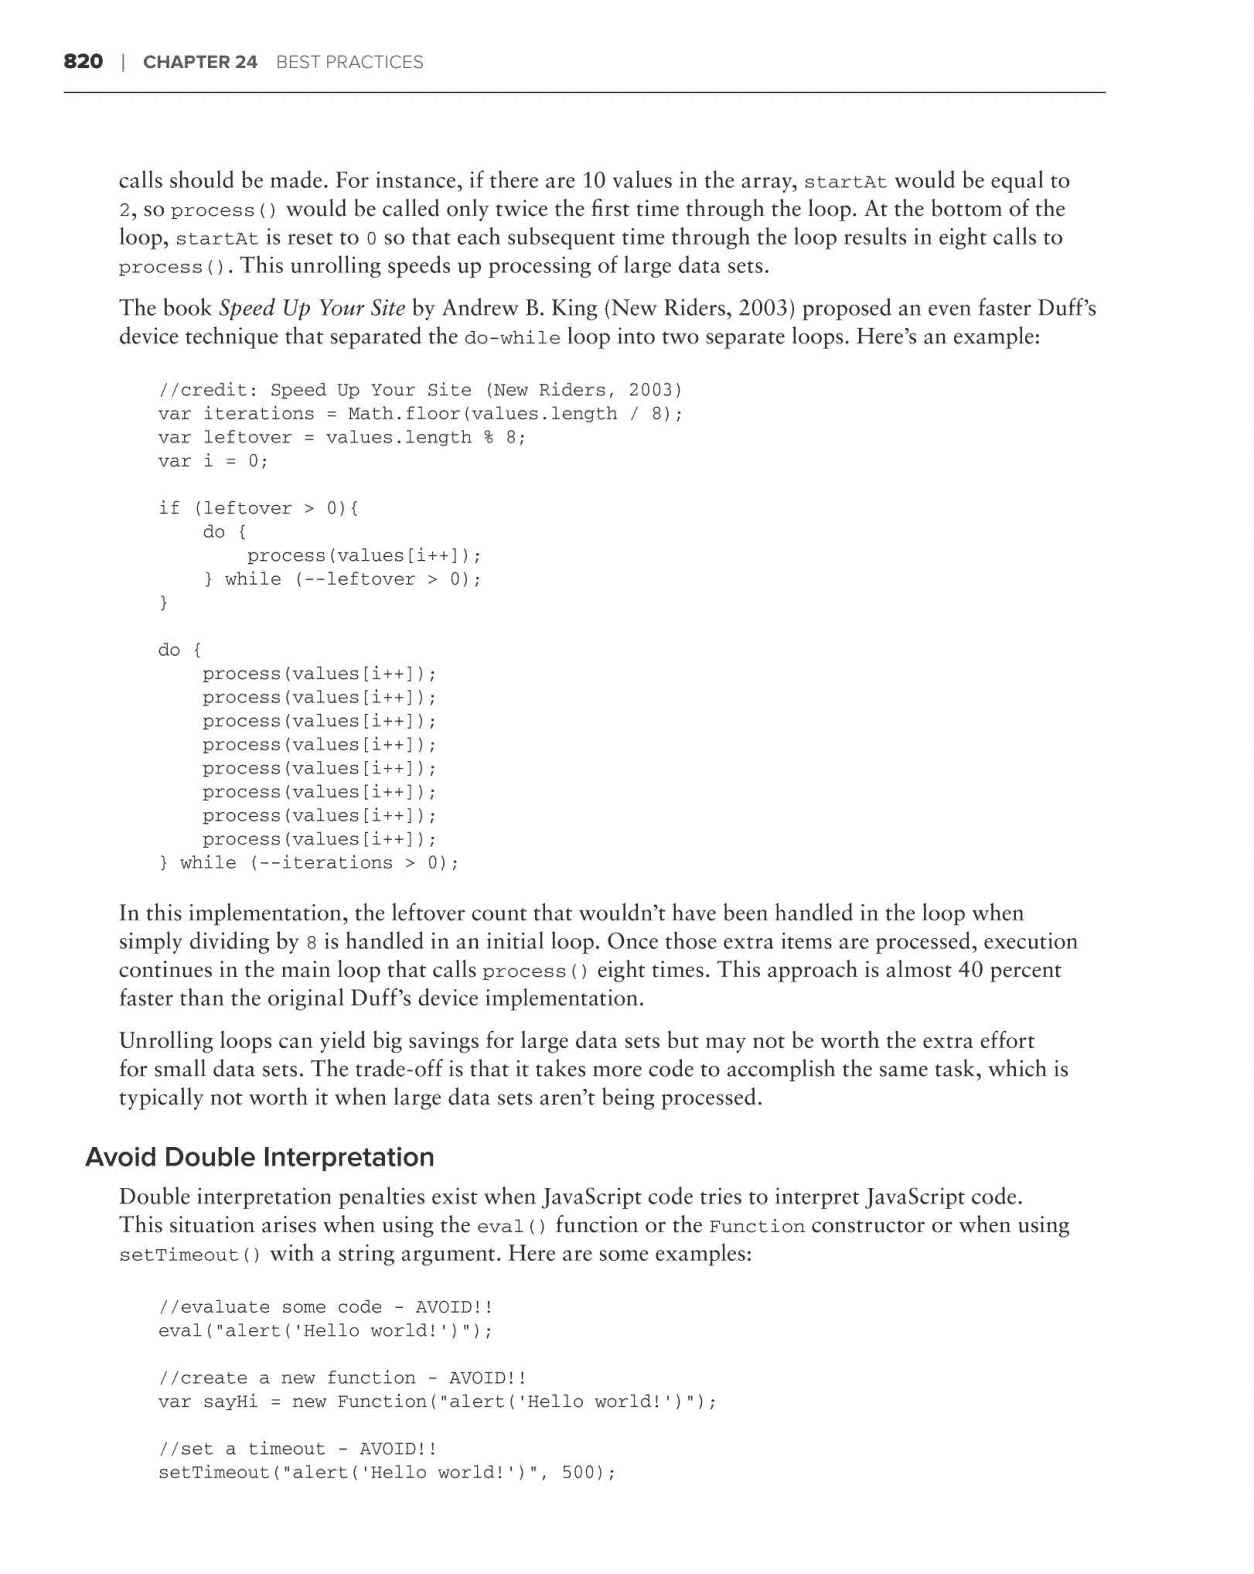 820 | CHAPTER 24 BEST PRACTICES
calls should be made. For instance, if there are 10 values in the array, startAt would be equal to
2, so process() would be called only twice the first time through the loop. At the bottom of the
loop, startAt is reset to 0 so that each subsequent time through the loop results in eight calls to
process(). This unrolling speeds up processing of large data sets.
The book Speed Up Your Site by Andrew B. King (New Riders, 2003) proposed an even faster Duff’s
device technique that separated the do-while loop into two separate loops. Here’s an example:
//credit: Speed Up Your Site (New Riders, 2003)
var iterations = Math.floor(values.length / 8);
var leftover = values.length % 8;
var i = 0;
if (leftover > 0){
    do {
        process(values[i++]);
    } while (--leftover > 0);
}
do {
    process(values[i++]);
    process(values[i++]);
    process(values[i++]);
    process(values[i++]);
    process(values[i++]);
    process(values[i++]);
    process(values[i++]);
    process(values[i++]);
} while (--iterations > 0);
In this implementation, the leftover count that wouldn’t have been handled in the loop when
simply dividing by 8 is handled in an initial loop. Once those extra items are processed, execution
continues in the main loop that calls process() eight times. This approach is almost 40 percent
faster than the original Duff’s device implementation.
Unrolling loops can yield big savings for large data sets but may not be worth the extra effort
for small data sets. The trade-off is that it takes more code to accomplish the same task, which is
typically not worth it when large data sets aren’t being processed.
Avoid Double Interpretation
Double interpretation penalties exist when JavaScript code tries to interpret JavaScript code.
This situation arises when using the eval() function or the Function constructor or when using
setTimeout() with a string argument. Here are some examples:
//evaluate some code - AVOID!!
eval("alert('Hello world!')");
//create a new function - AVOID!!
var sayHi = new Function("alert('Hello world!')");
//set a timeout - AVOID!!
setTimeout("alert('Hello world!')", 500);